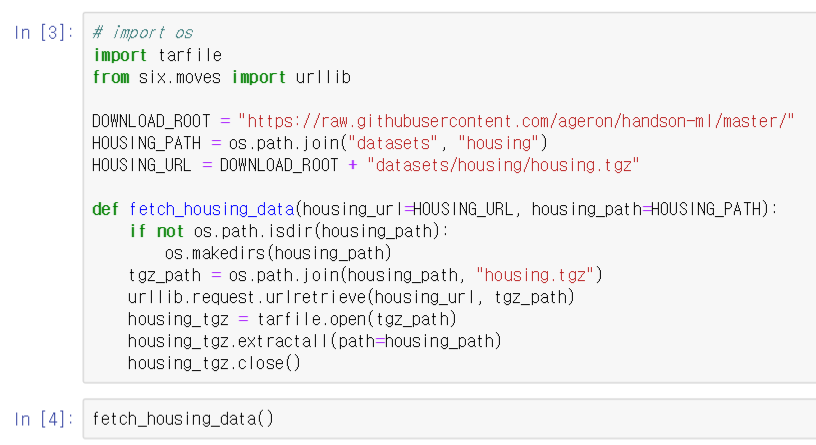 In [3]: # import os
import tarfile
from six.moves import urllib

DOWNLOAD_ROOT = "https://raw.githubusercontent.com/ageron/handson-ml/master/"
HOUSING_PATH = os.path.join("datasets", "housing")
HOUSING_URL = DOWNLOAD_ROOT + "datasets/housing/housing.tgz"

def fetch_housing_data(housing_url=HOUSING_URL, housing_path=HOUSING_PATH):
    if not os.path.isdir(housing_path):
        os.makedirs(housing_path)
    tgz_path = os.path.join(housing_path, "housing.tgz")
    urllib.request.urlretrieve(housing_url, tgz_path)
    housing_tgz = tarfile.open(tgz_path)
    housing_tgz.extractall(path=housing_path)
    housing_tgz.close()

In [4]: fetch_housing_data()